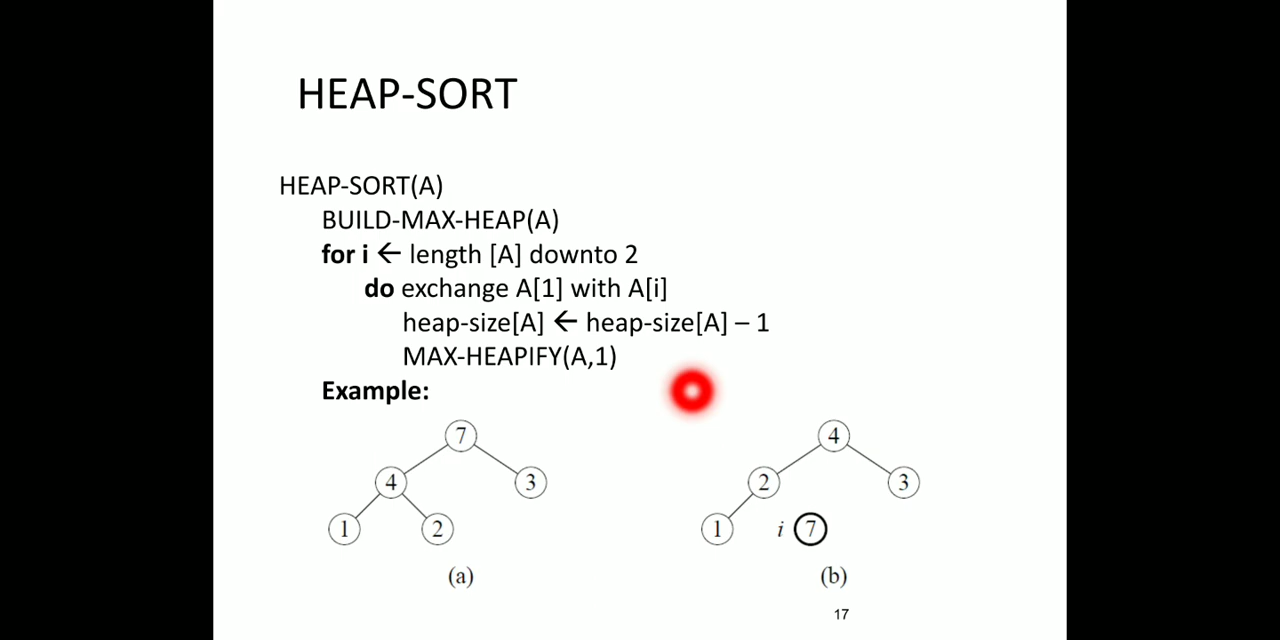 HEAP-SORT
HEAP-SORT(A)
BUILD-MAX-HEAP(A)
for i ← length [A] downto 2
do exchange A[1] with A[i]
heap-size[A] ← heap-size[A] – 1
MAX-HEAPIFY(A,1)
Example:
7
4 3
1 2
(a)
4
2 3
1 i 7
(b)
17